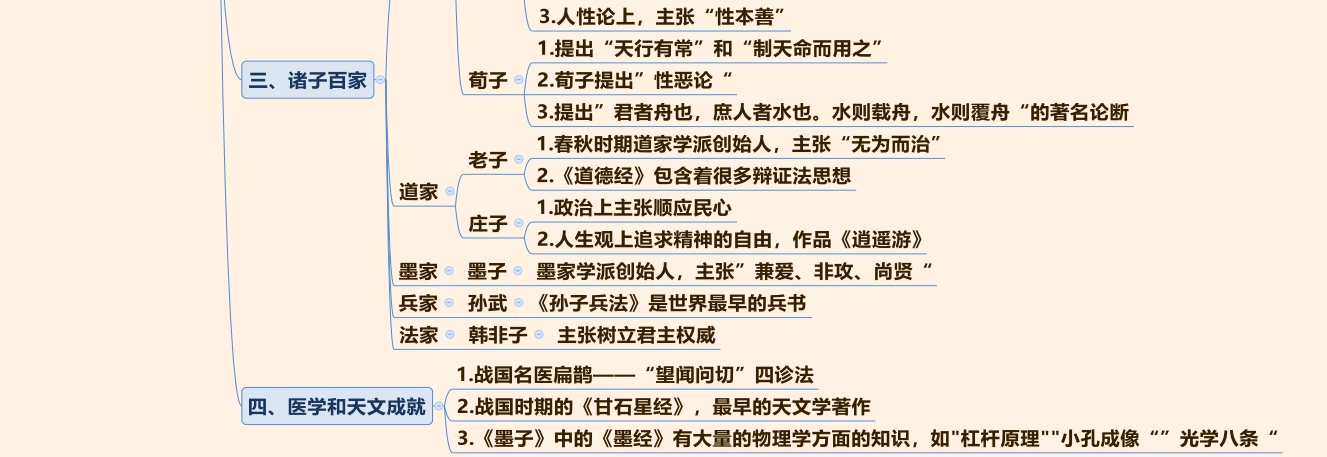 3.人性论上，主张“性本善”
三、诸子百家
荀子
1.提出“天行有常”和“制天命而用之”
2.荀子提出”性恶论“
3.提出”君者舟也，庶人者水也。水则载舟，水则覆舟“的著名论断
道家
老子
1.春秋时期道家学派创始人，主张“无为而治”
2.《道德经》包含着很多辩证法思想
庄子
1.政治上主张顺应民心
2.人生观上追求精神的自由，作品《逍遥游》
墨家
墨子
墨家学派创始人，主张”兼爱、非攻、尚贤“
兵家
孙武
《孙子兵法》是世界最早的兵书
法家
韩非子
主张树立君主权威
四、医学和天文成就
1.战国名医扁鹊——“望闻问切”四诊法
2.战国时期的《甘石星经》，最早的天文学著作
3.《墨子》中的《墨经》有大量的物理学方面的知识，如"杠杆原理""小孔成像“”光学八条“